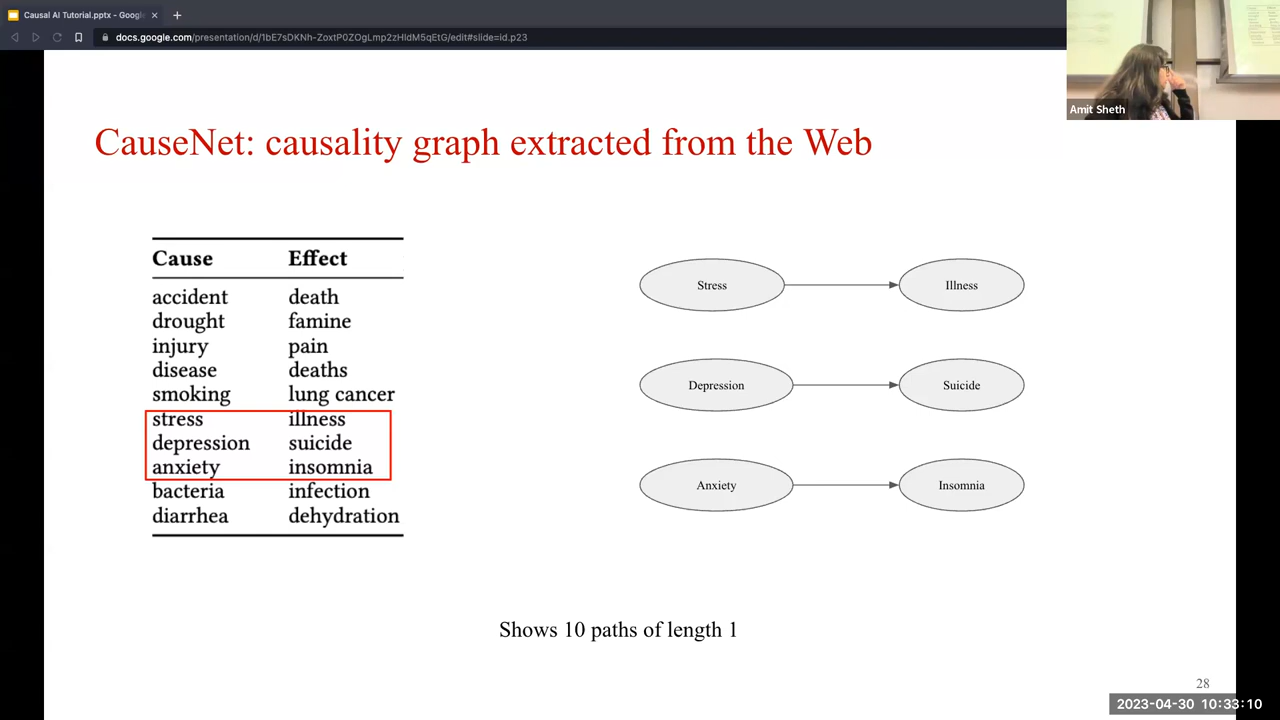 Causal AI Tutorial.pptx - Googl
docs.google.com/presentation/d/1bE7sDKNh-ZoxtP0ZOgLmp2zHldM5qEtG/edit#slide=id.p23
Amit Sheth
CauseNet: causality graph extracted from the Web
Cause Effect
accident death
drought famine
injury pain
disease deaths
smoking lung cancer
stress illness
depression suicide
anxiety insomnia
bacteria infection
diarrhea dehydration
Stress Illness
Depression Suicide
Anxiety Insomnia
Shows 10 paths of length 1
28
2023-04-30 10:33:10